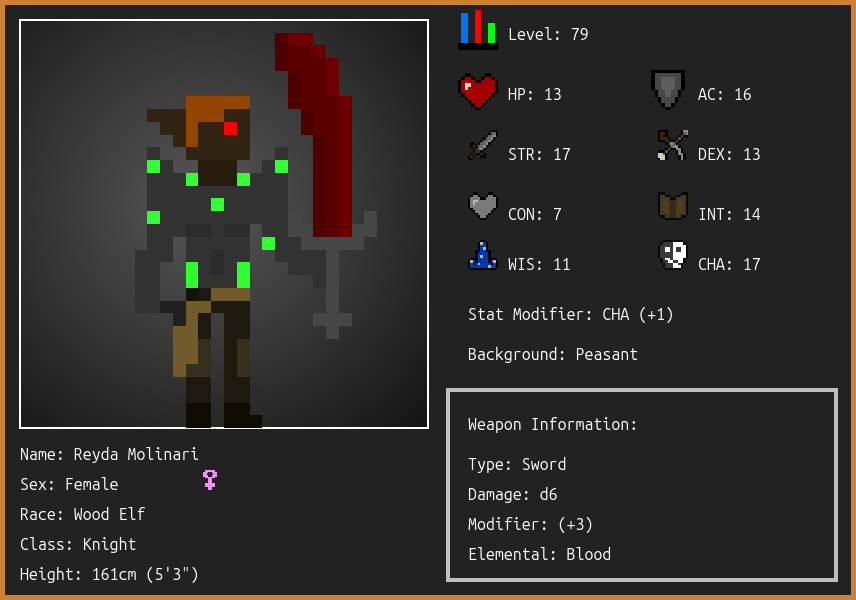 Level: 79
HP: 13
AC: 16
STR: 17
DEX: 13
CON: 7
INT: 14
WIS: 11
CHA: 17
Stat Modifier: CHA (+1)
Background: Peasant
Weapon Information:
Type: Sword
Damage: d6
Modifier: (+3)
Elemental: Blood
Name: Reyda Molinari
Sex: Female
Race: Wood Elf
Class: Knight
Height: 161cm (5'3")